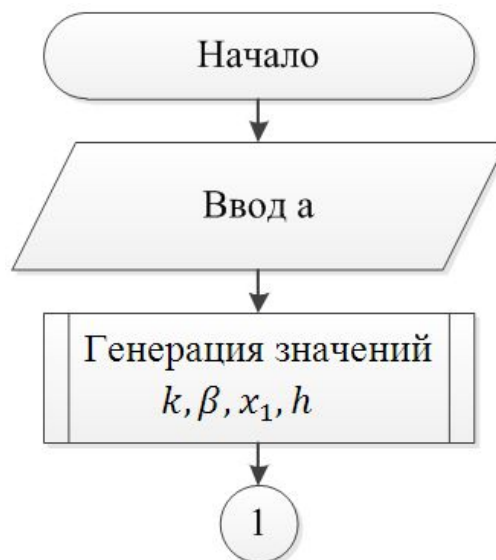 Начало
Ввод a
Генерация значений
k, β, x₁, h
1